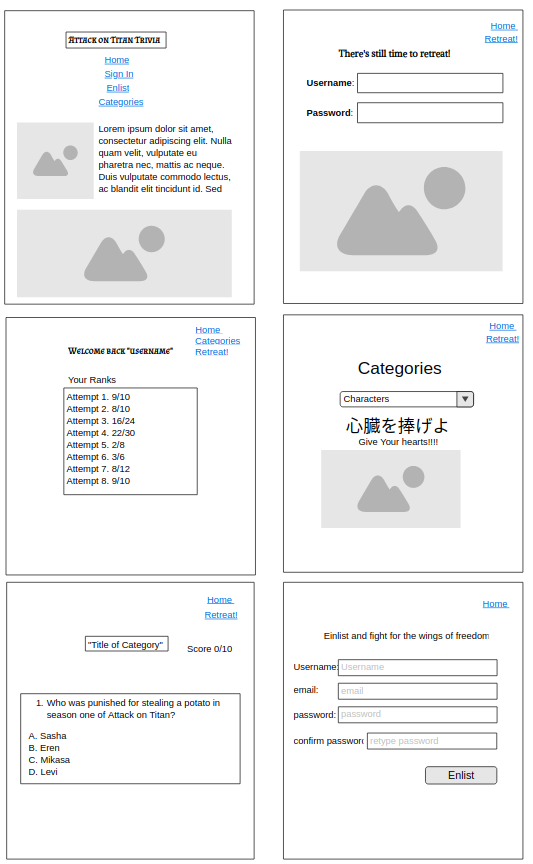 Attack on Titan Trivia
Home
Sign In
Enlist
Categories
Lorem ipsum dolor sit amet,
consectetur adipiscing elit. Nulla
quam velit, vulputate eu
pharetra nec, mattis ac neque.
Duis vulputate commodo lectus,
ac blandit elit tincidunt id. Sed
Home
Retreat!
There's still time to retreat!
Username:
Password:
Home
Categories
Retreat!
Welcome back "username"
Your Ranks
Attempt 1. 9/10
Attempt 2. 8/10
Attempt 3. 16/24
Attempt 4. 22/30
Attempt 5. 2/8
Attempt 6. 3/6
Attempt 7. 8/12
Attempt 8. 9/10
Home
Retreat!
Categories
Characters
心臓を捧げよ
Give Your hearts!!!!
Home
Retreat!
"Title of Category"
Score 0/10
1. Who was punished for stealing a potato in
season one of Attack on Titan?
A. Sasha
B. Eren
C. Mikasa
D. Levi
Home
Einlist and fight for the wings of freedom
Username: Username
email: email
password: password
confirm password retype password
Enlist